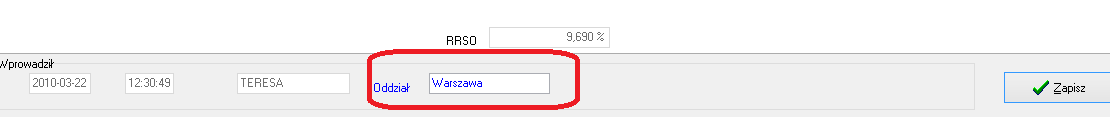 RRSO 9,690 %
Wprowadził
2010-03-22 12:30:49 TERESA Oddział Warszawa Zapisz